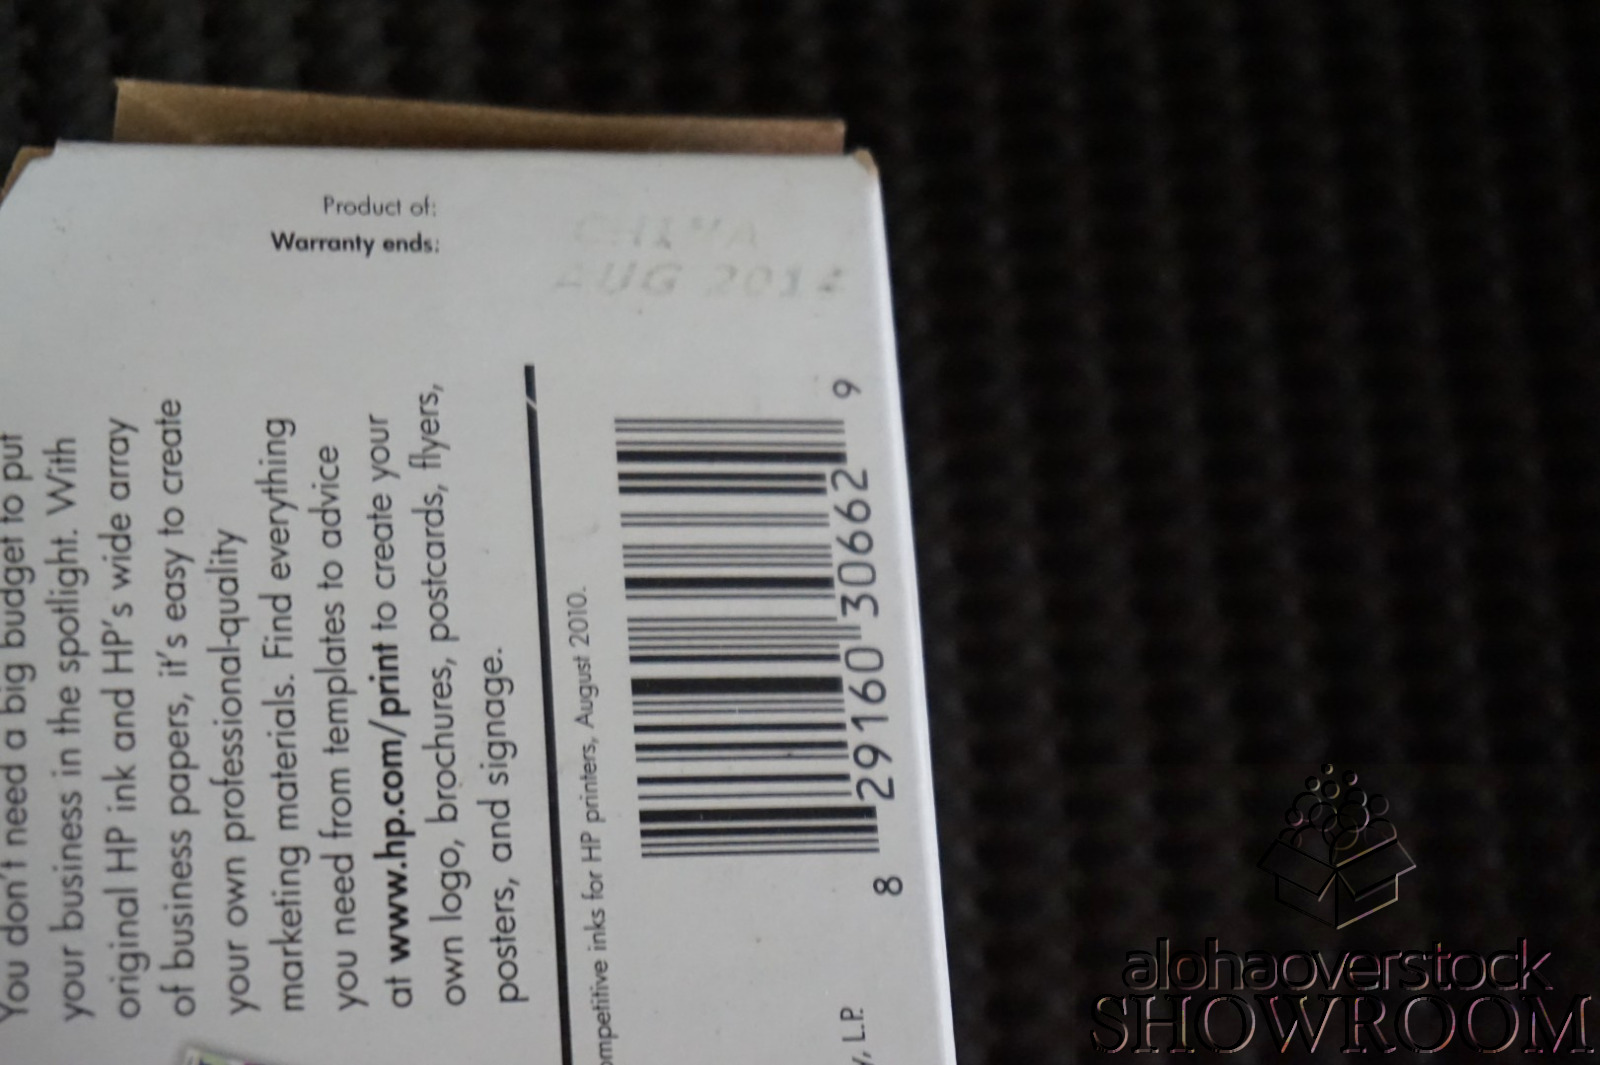 Product of: CHINA
Warranty ends: AUG 2014
You don't need a big budget to put
your business in the spotlight. With
original HP ink and HP's wide array
of business papers, it's easy to create
your own professional-quality
marketing materials. Find everything
you need from templates to advice
at www.hp.com/print to create your
own logo, brochures, postcards, flyers,
posters, and signage.
ompetitive inks for HP printers, August 2010.
8 29160 30662 9
y, L.P.
alohaoverstock
SHOWROOM